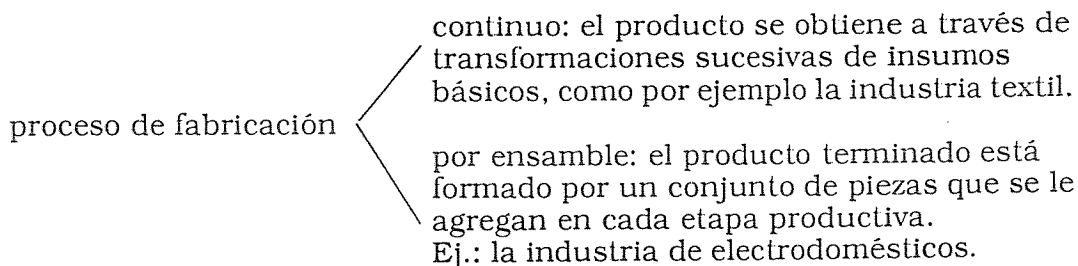 continuo: el producto se obtiene a través de
transformaciones sucesivas de insumos
básicos, como por ejemplo la industria textil.
proceso de fabricación
por ensamble: el producto terminado está
formado por un conjunto de piezas que se le
agregan en cada etapa productiva.
Ej.: la industria de electrodomésticos.